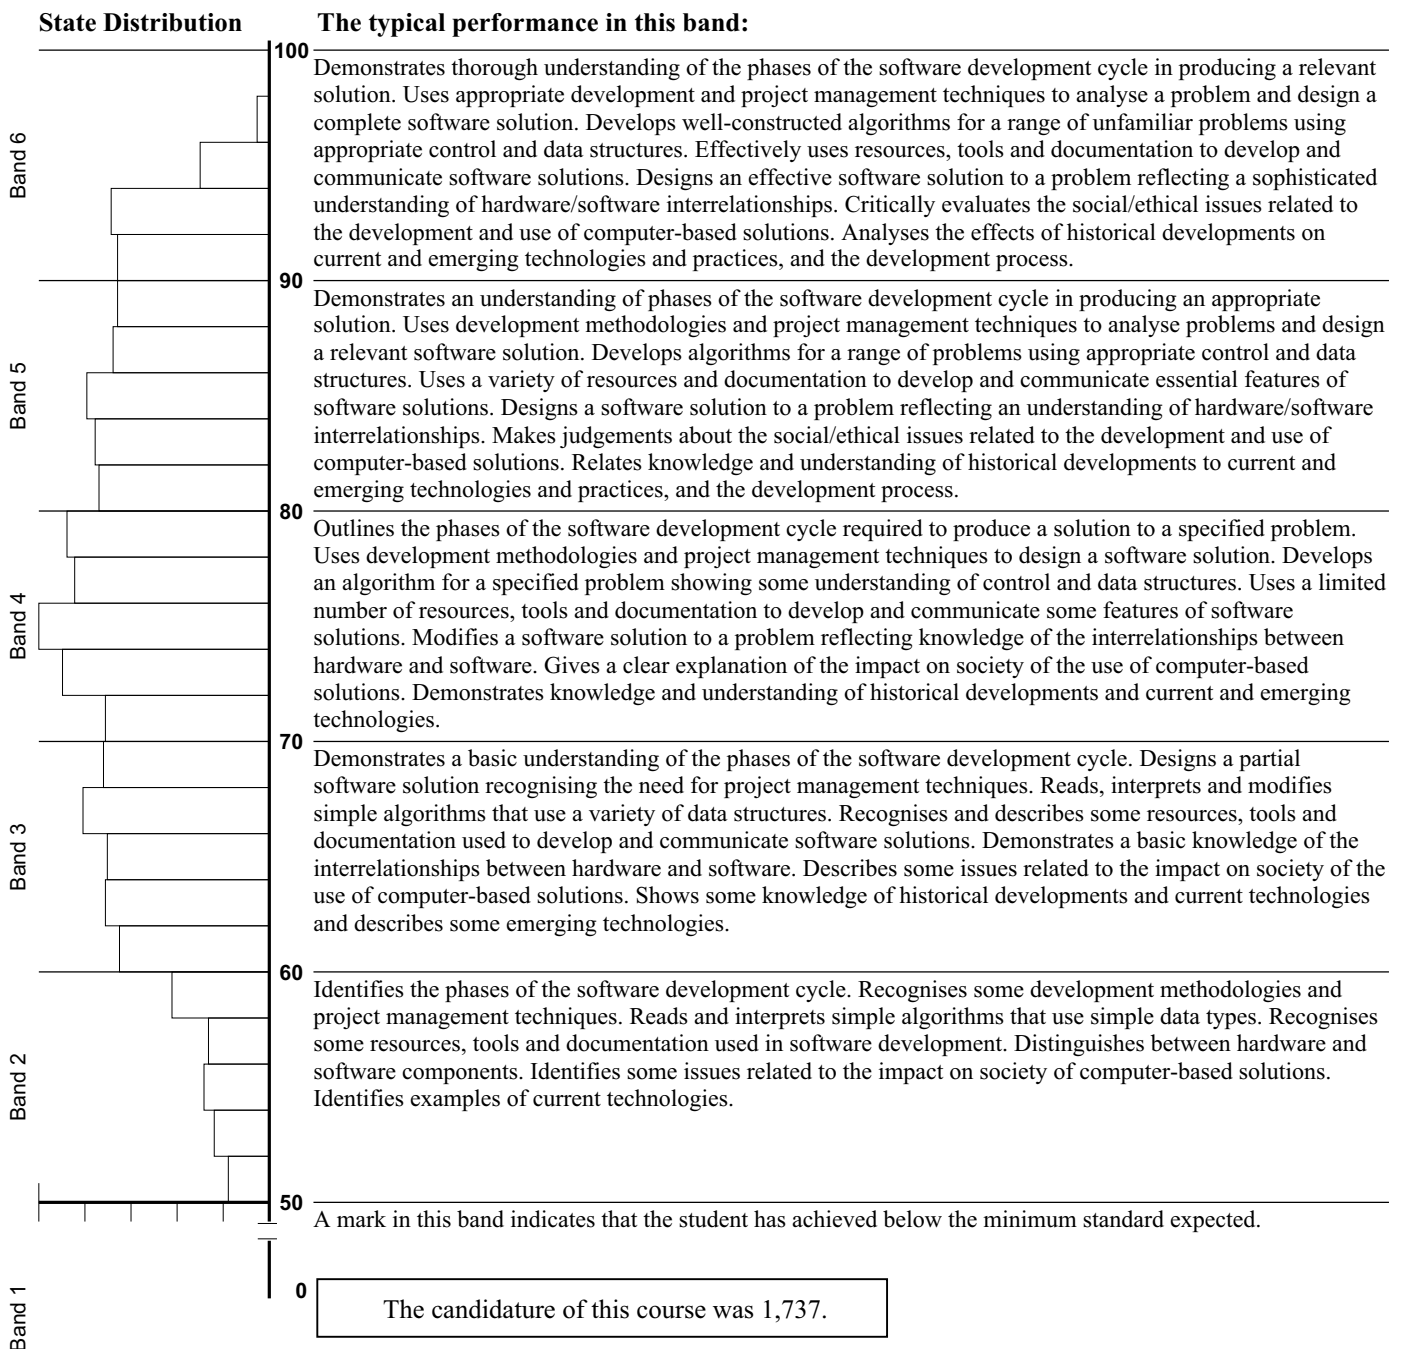 State Distribution
The typical performance in this band:
100
Band 6
Demonstrates thorough understanding of the phases of the software development cycle in producing a relevant
solution. Uses appropriate development and project management techniques to analyse a problem and design a
complete software solution. Develops well-constructed algorithms for a range of unfamiliar problems using
appropriate control and data structures. Effectively uses resources, tools and documentation to develop and
communicate software solutions. Designs an effective software solution to a problem reflecting a sophisticated
understanding of hardware/software interrelationships. Critically evaluates the social/ethical issues related to
the development and use of computer-based solutions. Analyses the effects of historical developments on
current and emerging technologies and practices, and the development process.
90
Band 5
Demonstrates an understanding of phases of the software development cycle in producing an appropriate
solution. Uses development methodologies and project management techniques to analyse problems and design
a relevant software solution. Develops algorithms for a range of problems using appropriate control and data
structures. Uses a variety of resources and documentation to develop and communicate essential features of
software solutions. Designs a software solution to a problem reflecting an understanding of hardware/software
interrelationships. Makes judgements about the social/ethical issues related to the development and use of
computer-based solutions. Relates knowledge and understanding of historical developments to current and
emerging technologies and practices, and the development process.
80
Band 4
Outlines the phases of the software development cycle required to produce a solution to a specified problem.
Uses development methodologies and project management techniques to design a software solution. Develops
an algorithm for a specified problem showing some understanding of control and data structures. Uses a limited
number of resources, tools and documentation to develop and communicate some features of software
solutions. Modifies a software solution to a problem reflecting knowledge of the interrelationships between
hardware and software. Gives a clear explanation of the impact on society of the use of computer-based
solutions. Demonstrates knowledge and understanding of historical developments and current and emerging
technologies.
70
Band 3
Demonstrates a basic understanding of the phases of the software development cycle. Designs a partial
software solution recognising the need for project management techniques. Reads, interprets and modifies
simple algorithms that use a variety of data structures. Recognises and describes some resources, tools and
documentation used to develop and communicate software solutions. Demonstrates a basic knowledge of the
interrelationships between hardware and software. Describes some issues related to the impact on society of the
use of computer-based solutions. Shows some knowledge of historical developments and current technologies
and describes some emerging technologies.
60
Band 2
Identifies the phases of the software development cycle. Recognises some development methodologies and
project management techniques. Reads and interprets simple algorithms that use simple data types. Recognises
some resources, tools and documentation used in software development. Distinguishes between hardware and
software components. Identifies some issues related to the impact on society of computer-based solutions.
Identifies examples of current technologies.
50
A mark in this band indicates that the student has achieved below the minimum standard expected.
0
Band 1
The candidature of this course was 1,737.